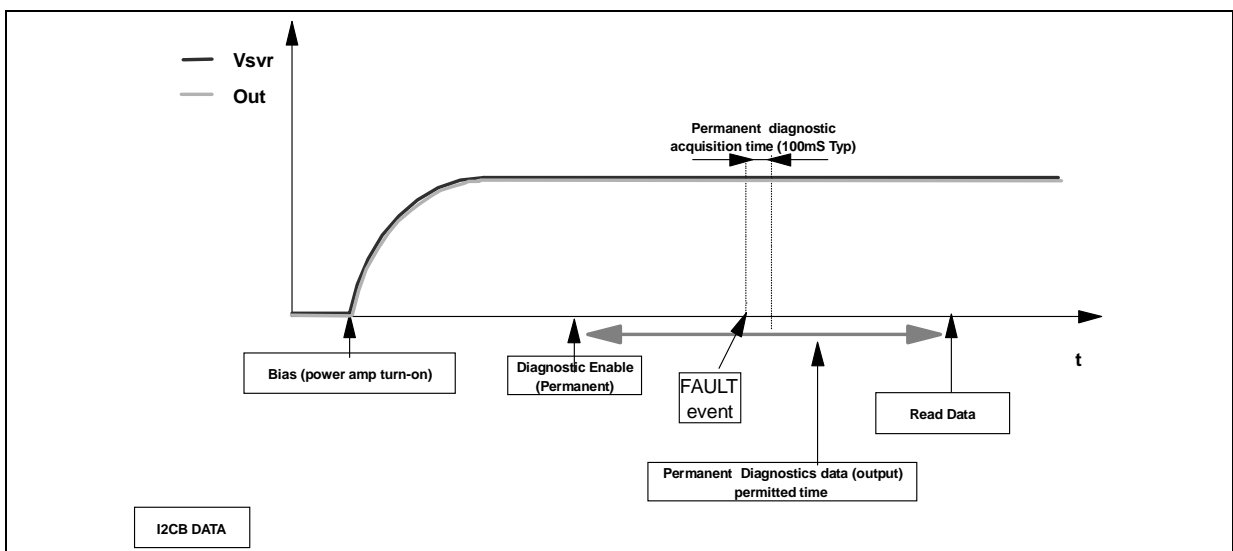 Vsvr
Out
Permanent diagnostic
acquisition time (100mS Typ)
t
Bias (power amp turn-on)
Diagnostic Enable
(Permanent)
FAULT
event
Read Data
Permanent Diagnostics data (output)
permitted time
I2CB DATA